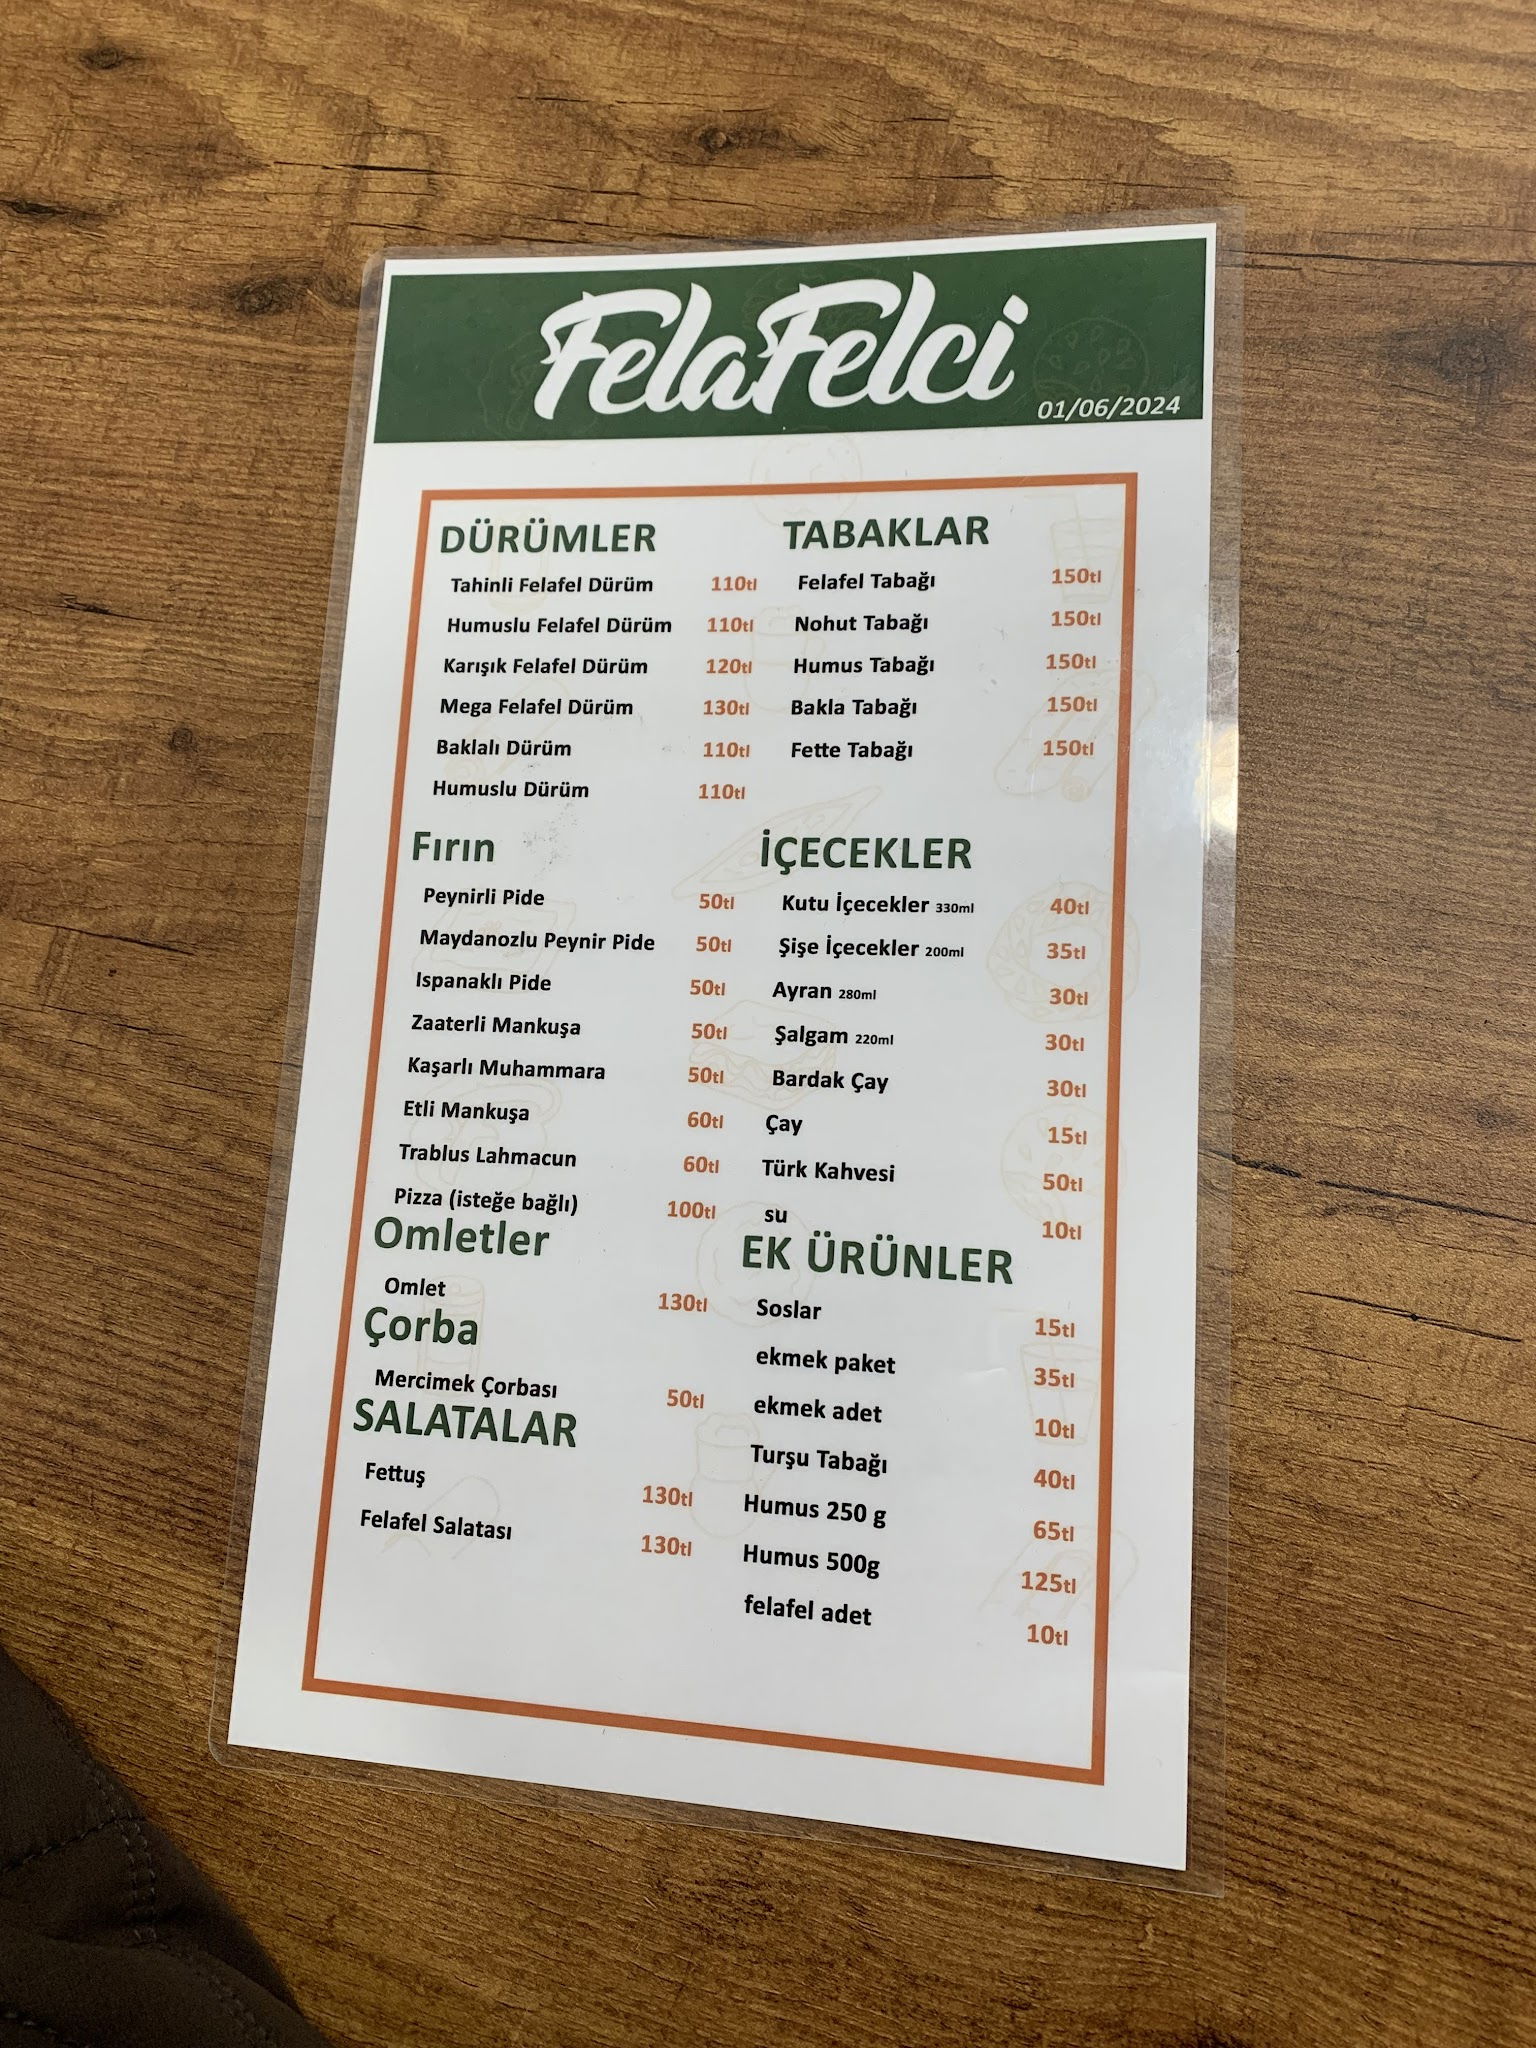 FelaFelci
01/06/2024
DÜRÜMLER
Tahinli Felafel Dürüm 110tl
Humuslu Felafel Dürüm 110tl
Karışık Felafel Dürüm 120tl
Mega Felafel Dürüm 130tl
Baklalı Dürüm 110tl
Humuslu Dürüm 110tl
Fırın
Peynirli Pide 50tl
Maydanozlu Peynir Pide 50tl
Ispanaklı Pide 50tl
Zaaterli Mankuşa 50tl
Kaşarlı Muhammara 50tl
Etli Mankuşa 60tl
Trablus Lahmacun 60tl
Pizza (isteğe bağlı) 100tl
Omletler
Omlet 130tl
Çorba
Mercimek Çorbası 50tl
SALATALAR
Fettuş 130tl
Felafel Salatası 130tl
TABAKLAR
Felafel Tabağı 150tl
Nohut Tabağı 150tl
Humus Tabağı 150tl
Bakla Tabağı 150tl
Fette Tabağı 150tl
İÇECEKLER
Kutu İçecekler 330ml 40tl
Şişe İçecekler 200ml 35tl
Ayran 280ml 30tl
Şalgam 220ml 30tl
Bardak Çay 30tl
Çay 15tl
Türk Kahvesi 50tl
su 10tl
EK ÜRÜNLER
Soslar 15tl
ekmek paket 35tl
ekmek adet 10tl
Turşu Tabağı 40tl
Humus 250 g 65tl
Humus 500g 125tl
felafel adet 10tl